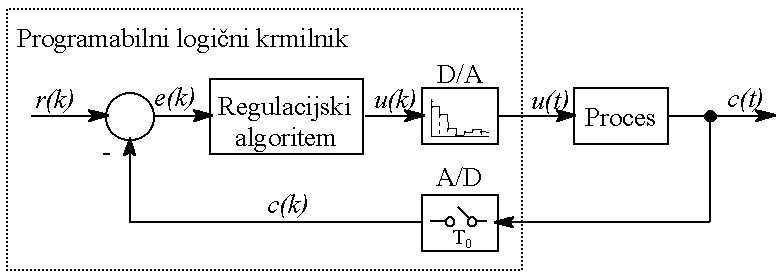 Programabilni logični krmilnik
D/A
r(k)
e(k)
Regulacijski
algoritem
u(k)
u(t)
Proces
c(t)
-
A/D
c(k)
T₀